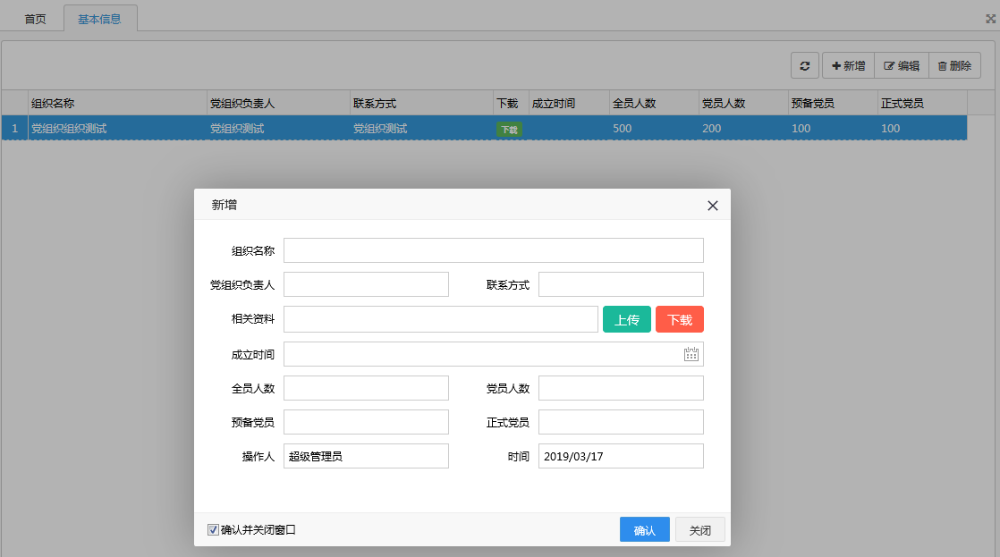 首页 基本信息
新增 编辑 删除
组织名称 党组织负责人 联系方式 下载 成立时间 全员人数 党员人数 预备党员 正式党员
1 党组织组织测试 党组织测试 党组织测试 下载 500 200 100 100
新增
组织名称
党组织负责人 联系方式
相关资料 上传 下载
成立时间
全员人数 党员人数
预备党员 正式党员
操作人 超级管理员 时间 2019/03/17
确认并关闭窗口 确认 关闭